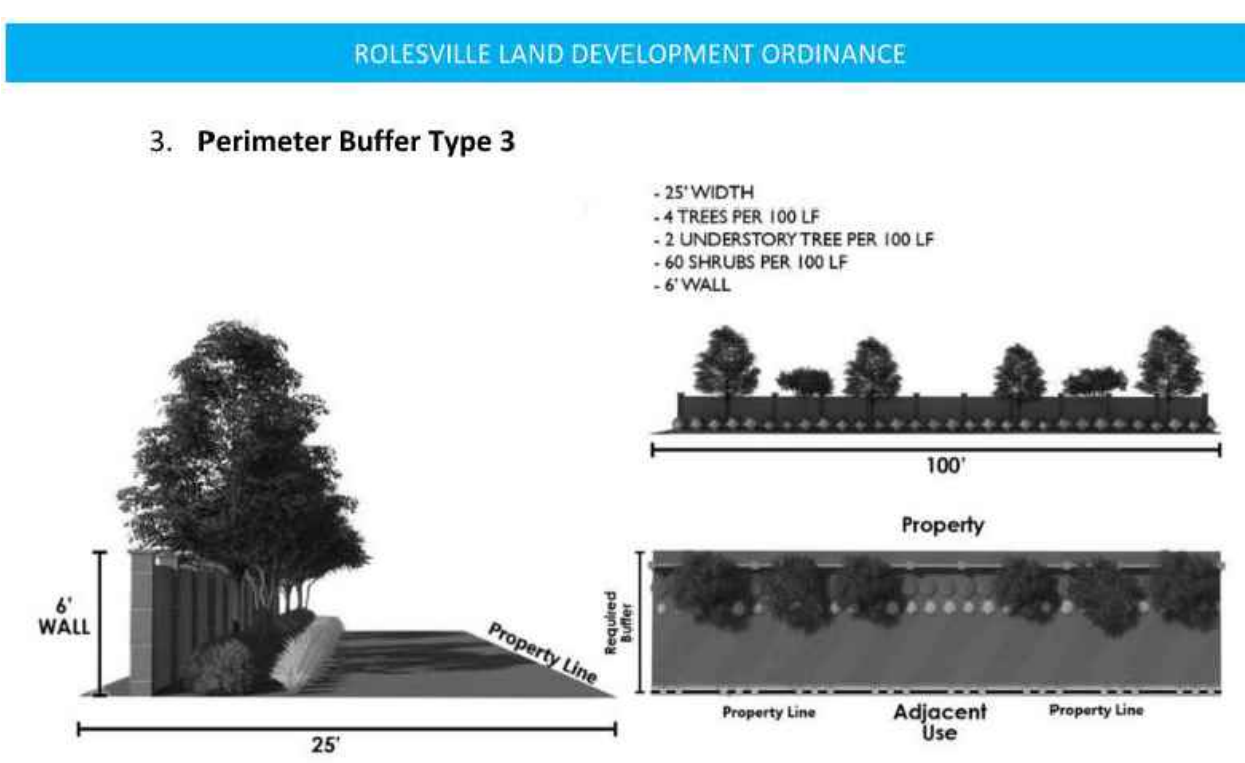 ROLESVILLE LAND DEVELOPMENT ORDINANCE
3. Perimeter Buffer Type 3
- 25' WIDTH
- 4 TREES PER 100 LF
- 2 UNDERSTORY TREE PER 100 LF
- 60 SHRUBS PER 100 LF
- 6' WALL
100'
6'
WALL
Property Line
25'
Property
Required
Buffer
Property Line
Adjacent
Use
Property Line